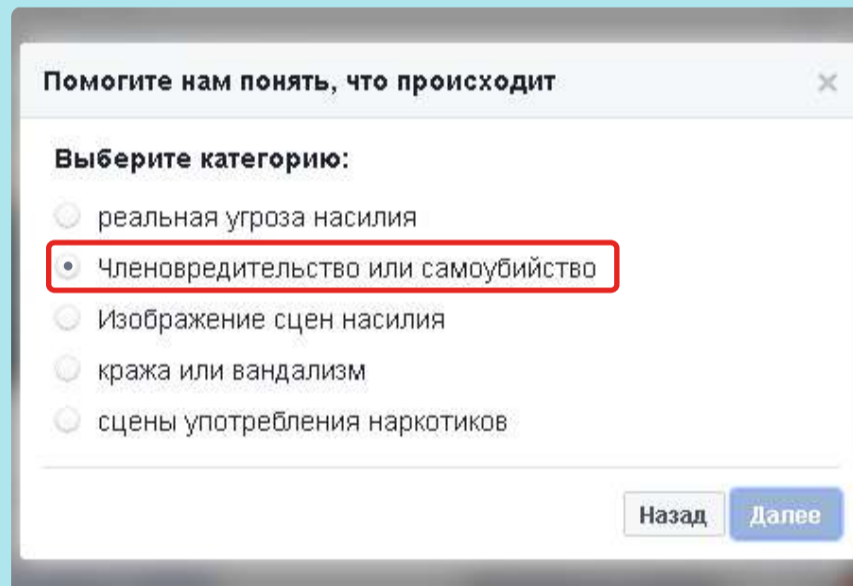 Помогите нам понять, что происходит
Выберите категорию:
реальная угроза насилия
Членовредительство или самоубийство
Изображение сцен насилия
кража или вандализм
сцены употребления наркотиков
Назад Далее